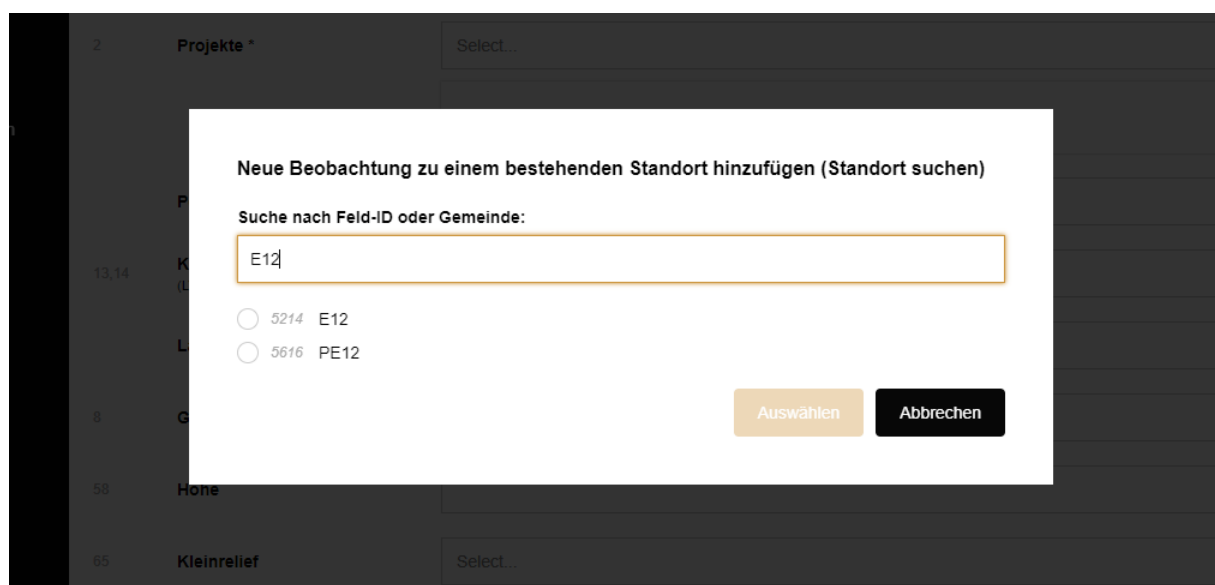 2 Projekte * Select...
n
Neue Beobachtung zu einem bestehenden Standort hinzufügen (Standort suchen)
P
Suche nach Feld-ID oder Gemeinde:
13,14 K
E12
(L
5214 E12
L
5616 PE12
8 G
Auswählen Abbrechen
58 Höhe
65 Kleinrelief Select...